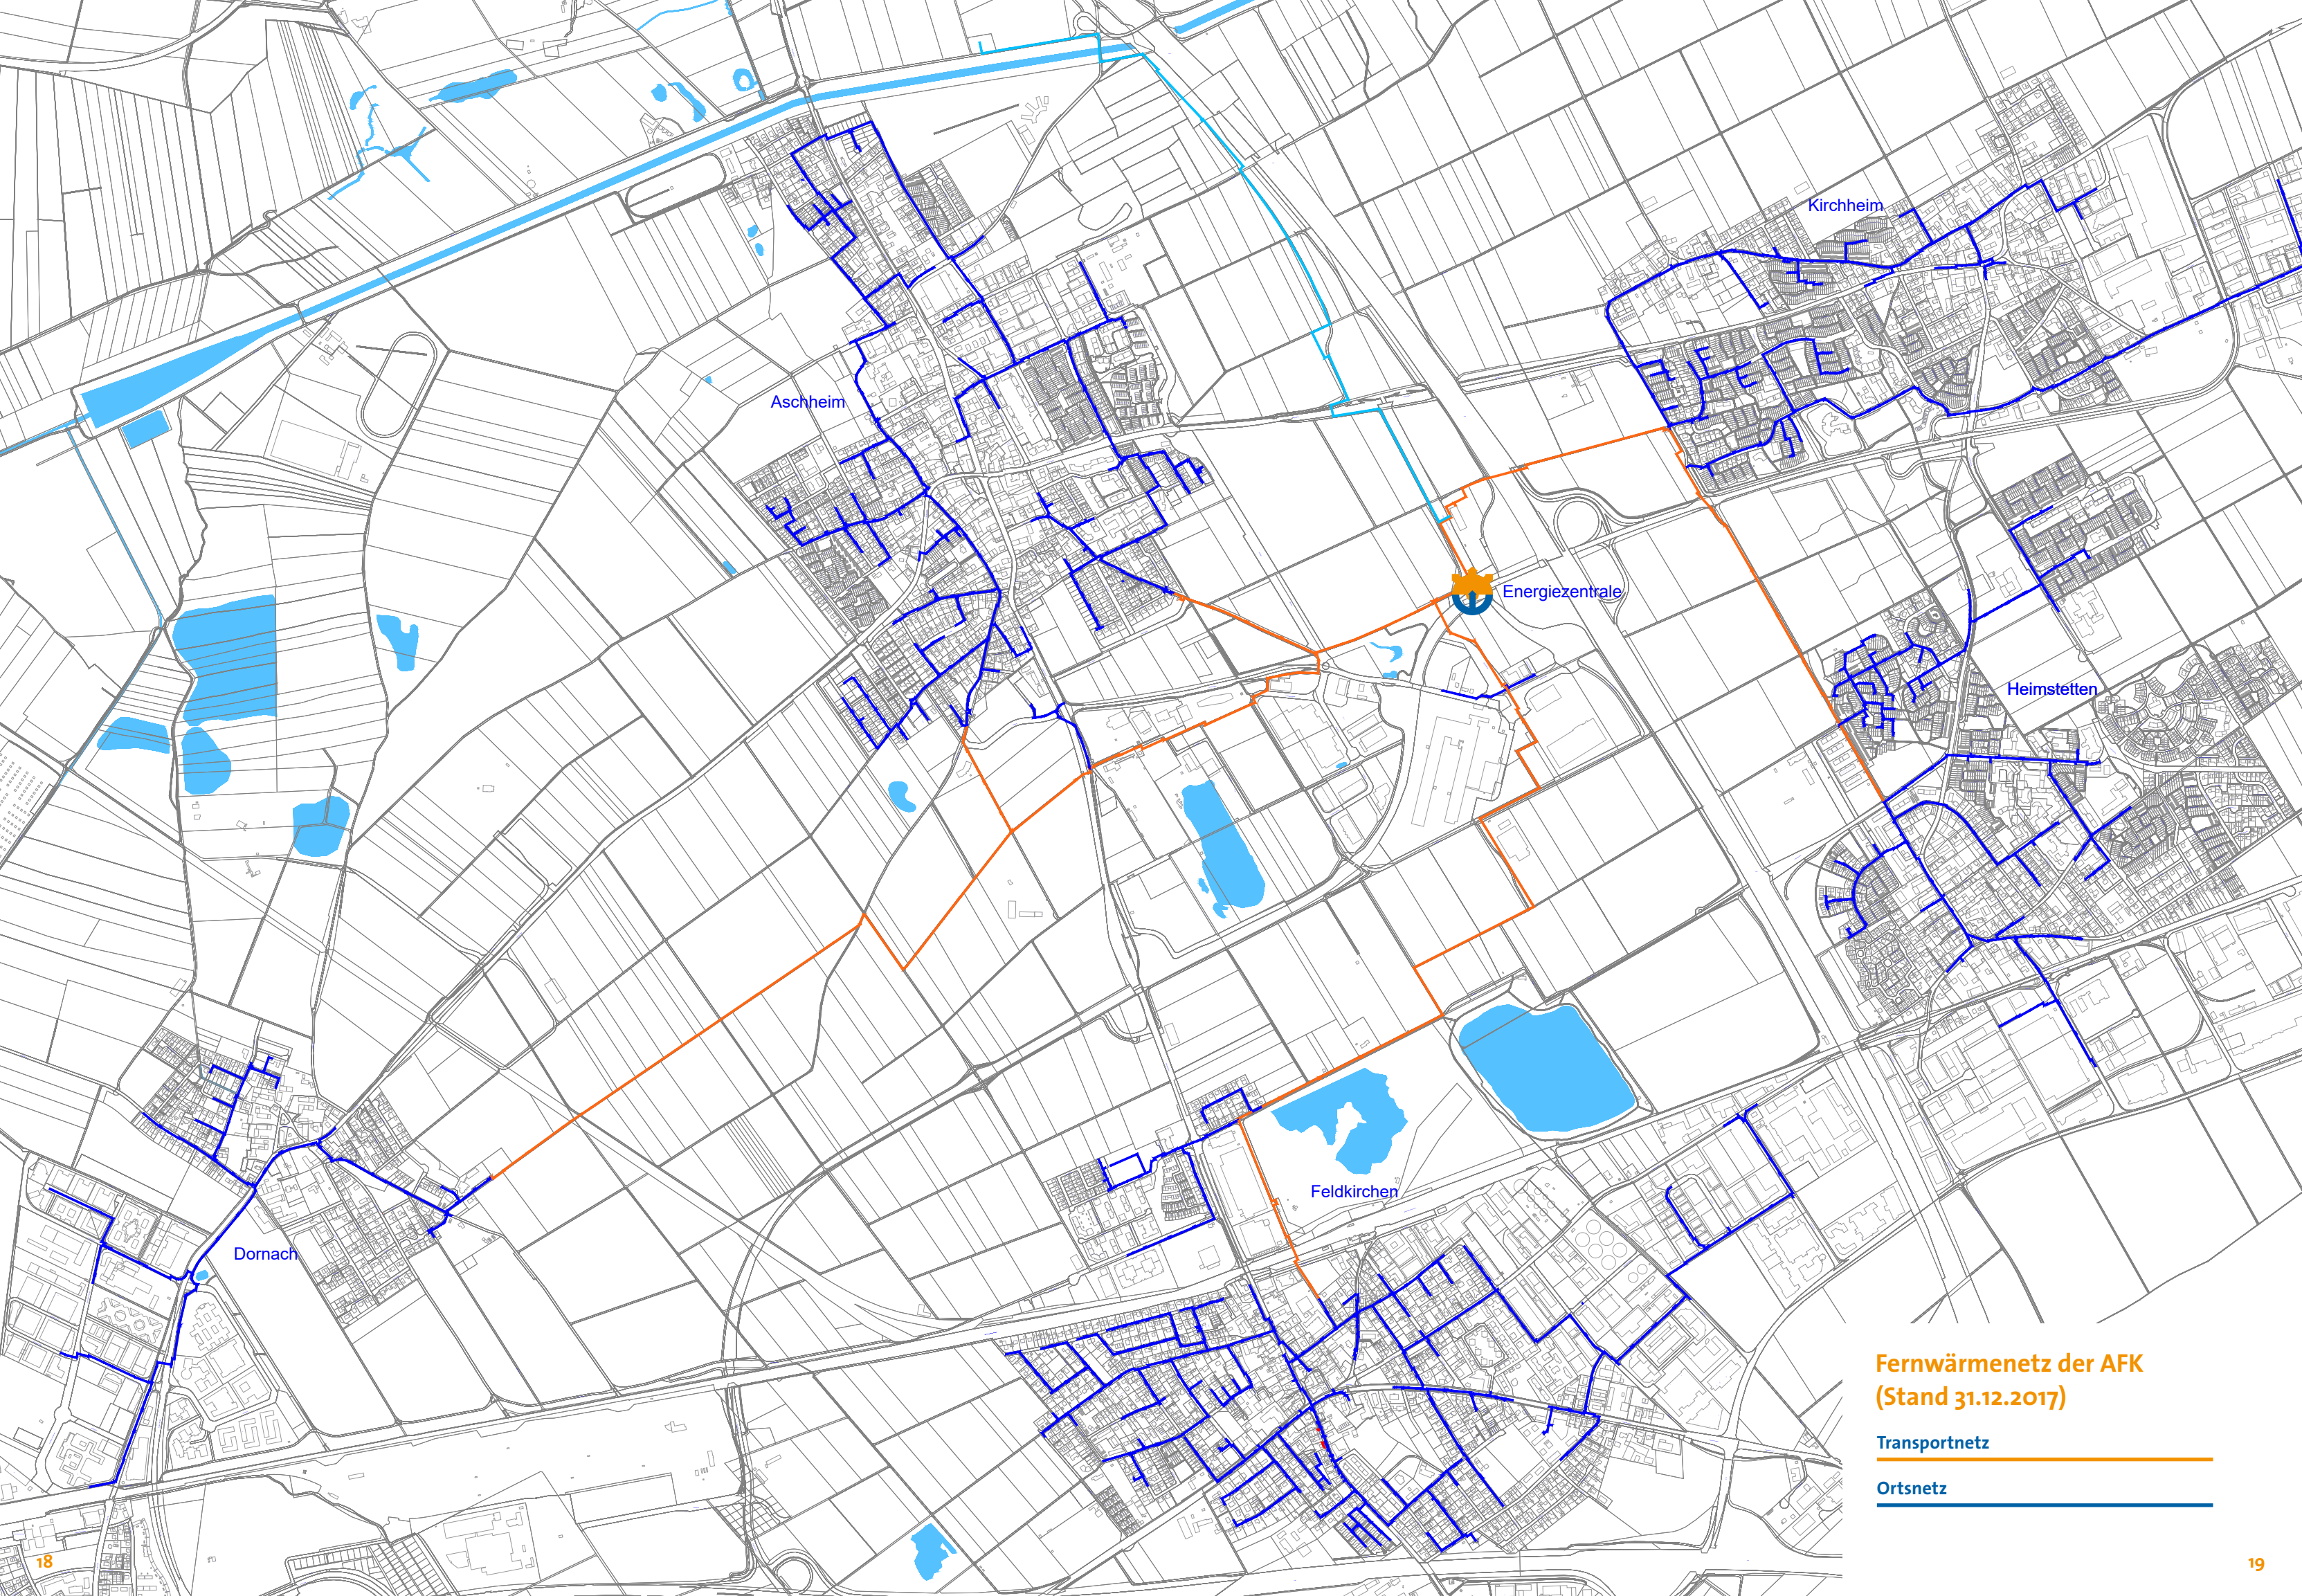 Kirchheim
Aschheim
Energiezentrale
Heimstetten
Feldkirchen
Dornach
Fernwärmenetz der AFK
(Stand 31.12.2017)
Transportnetz
Ortsnetz
18
19